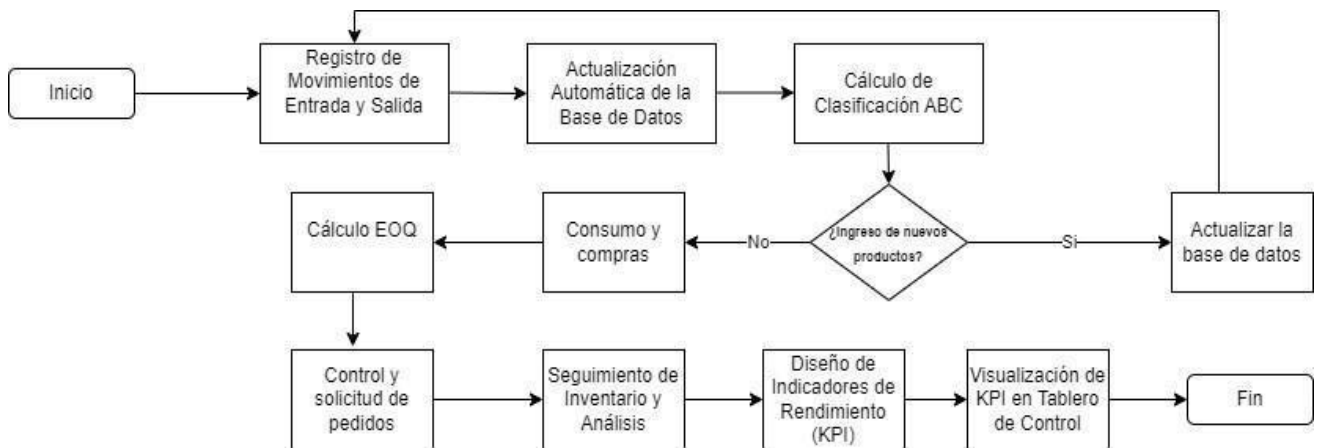 Inicio
Registro de
Movimientos de
Entrada y Salida
Actualización
Automática de la
Base de Datos
Cálculo de
Clasificación ABC
Cálculo EOQ
Consumo y
compras
No
¿Ingreso de nuevos
productos?
Si
Actualizar la
base de datos
Control y
solicitud de
pedidos
Seguimiento de
Inventario y
Análisis
Diseño de
Indicadores de
Rendimiento
(KPI)
Visualización de
KPI en Tablero
de Control
Fin